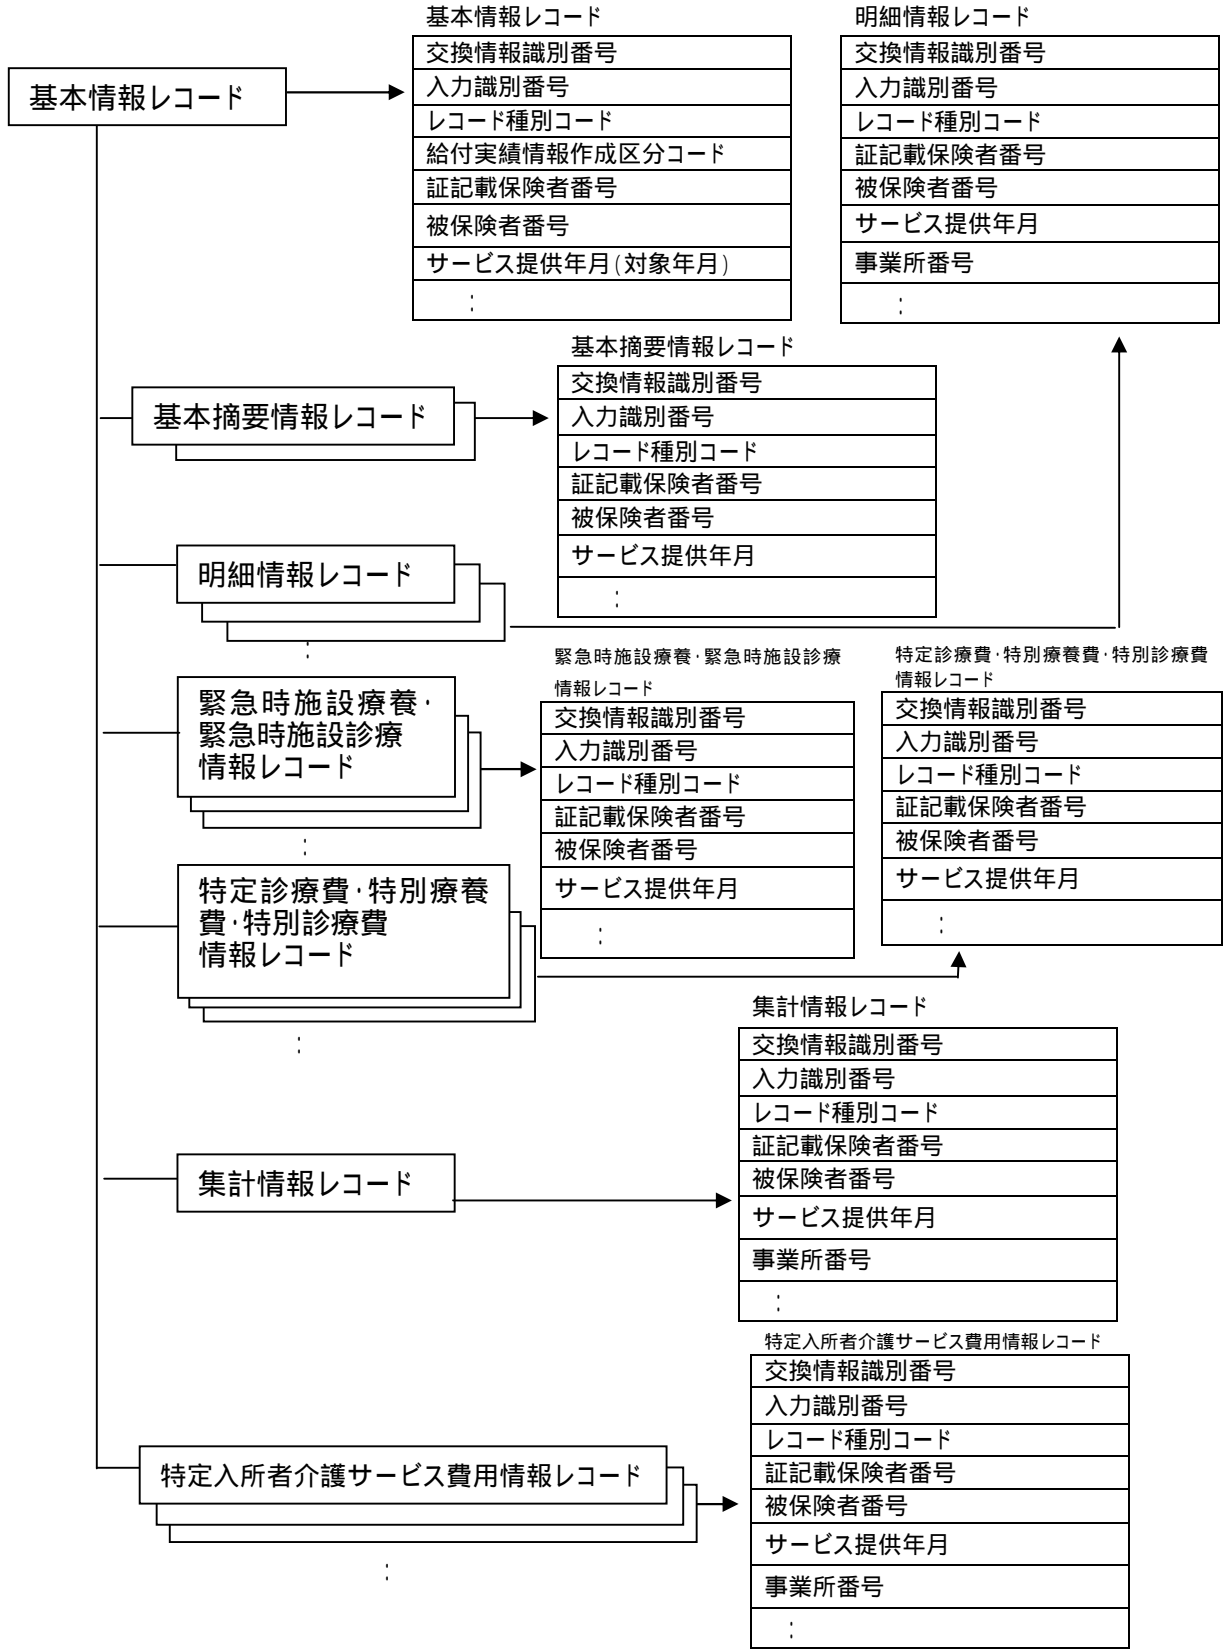 基本情報レコード
基本情報レコード
交換情報識別番号
入力識別番号
レコード種別コード
給付実績情報作成区分コード
証記載保険者番号
被保険者番号
サービス提供年月(対象年月)
:
明細情報レコード
交換情報識別番号
入力識別番号
レコード種別コード
証記載保険者番号
被保険者番号
サービス提供年月
事業所番号
:
基本摘要情報レコード
基本摘要情報レコード
交換情報識別番号
入力識別番号
レコード種別コード
証記載保険者番号
被保険者番号
サービス提供年月
:
明細情報レコード
:
緊急時施設療養・
緊急時施設診療
情報レコード
:
緊急時施設療養・緊急時施設診療
情報レコード
交換情報識別番号
入力識別番号
レコード種別コード
証記載保険者番号
被保険者番号
サービス提供年月
:
特定診療費・特別療養費・特別診療費
情報レコード
交換情報識別番号
入力識別番号
レコード種別コード
証記載保険者番号
被保険者番号
サービス提供年月
:
特定診療費・特別療養
費・特別診療費
情報レコード
:
集計情報レコード
集計情報レコード
交換情報識別番号
入力識別番号
レコード種別コード
証記載保険者番号
被保険者番号
サービス提供年月
事業所番号
:
特定入所者介護サービス費用情報レコード
:
特定入所者介護サービス費用情報レコード
交換情報識別番号
入力識別番号
レコード種別コード
証記載保険者番号
被保険者番号
サービス提供年月
事業所番号
: